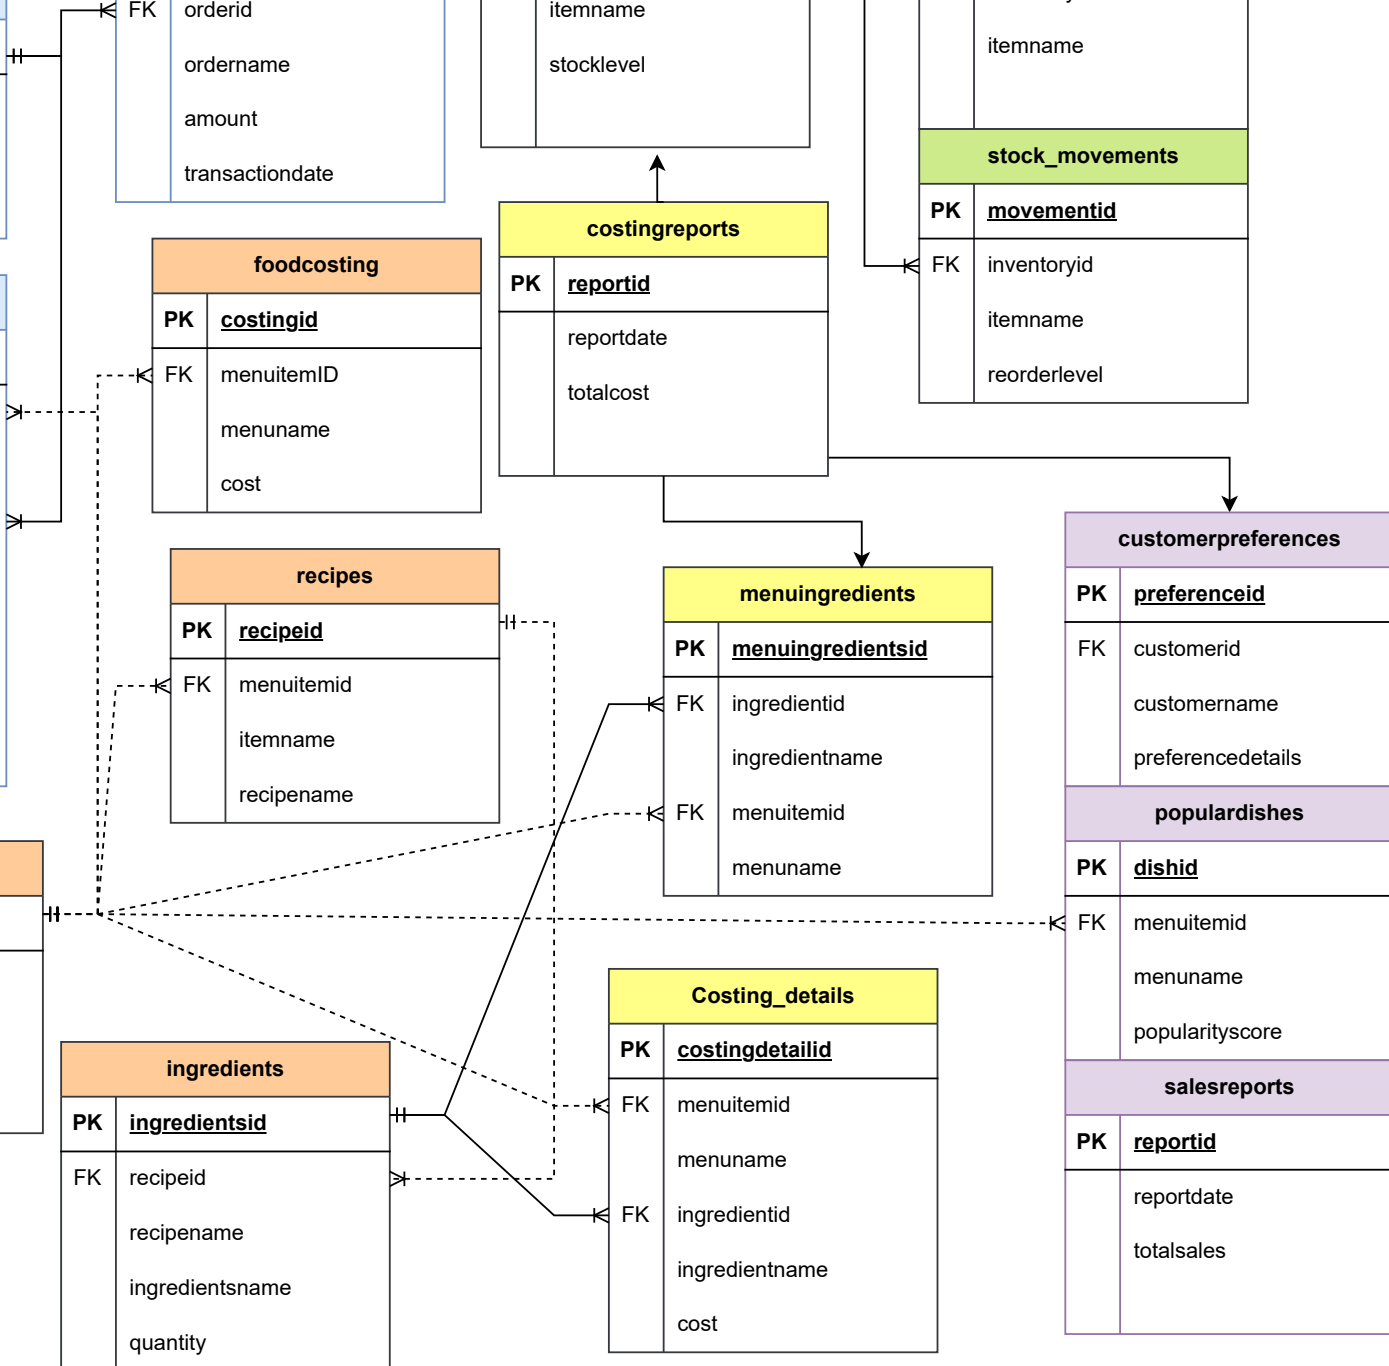 FK orderid
ordername
amount
transactiondate
itemname
stocklevel
itemname
stock_movements
PK movementid
FK inventoryid
itemname
reorderlevel
costingreports
PK reportid
reportdate
totalcost
foodcosting
PK costingid
FK menuitemID
menuname
cost
recipes
PK recipeid
FK menuitemid
itemname
recipename
menuingredients
PK menuingredientsid
FK ingredientid
ingredientname
FK menuitemid
menuname
customerpreferences
PK preferenceid
FK customerid
customername
preferencedetails
populardishes
PK dishid
FK menuitemid
menuname
popularityscore
salesreports
PK reportid
reportdate
totalsales
Costing_details
PK costingdetailid
FK menuitemid
menuname
FK ingredientid
ingredientname
cost
ingredients
PK ingredientsid
FK recipeid
recipename
ingredientsname
quantity